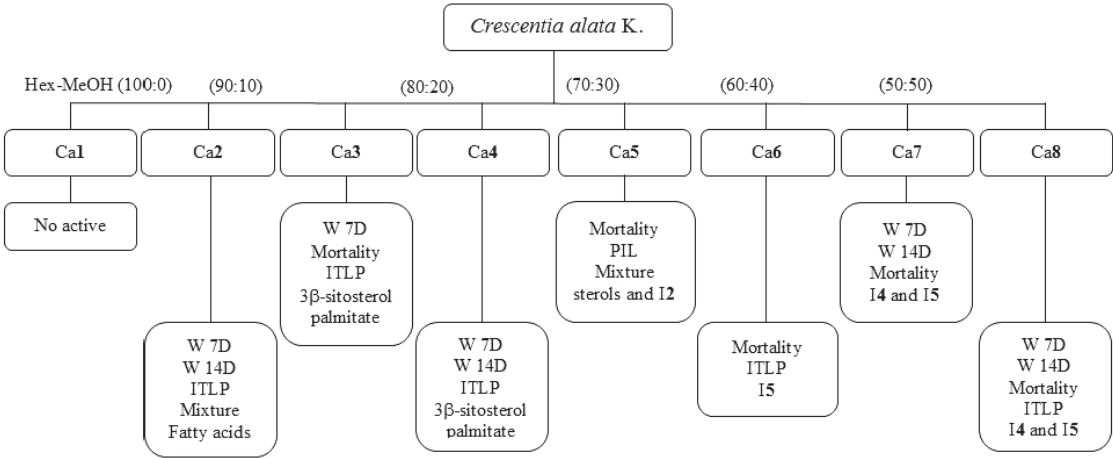 Crescentia alata K.
Hex-MeOH (100:0) (90:10) (80:20) (70:30) (60:40) (50:50)
Ca1 Ca2 Ca3 Ca4 Ca5 Ca6 Ca7 Ca8
No active
W 7D
Mortality
ITLP
3β-sitosterol
palmitate
Mortality
PIL
Mixture
sterols and I2
W 7D
W 14D
Mortality
I4 and I5
W 7D
W 14D
ITLP
Mixture
Fatty acids
W 7D
W 14D
ITLP
3β-sitosterol
palmitate
Mortality
ITLP
I5
W 7D
W 14D
Mortality
ITLP
I4 and I5